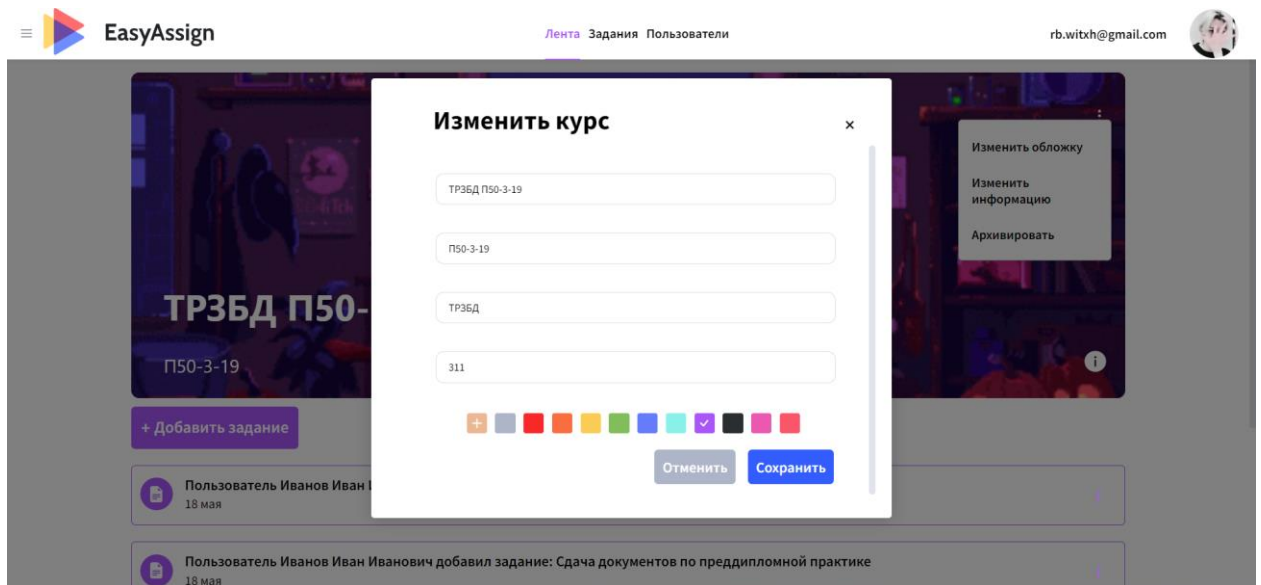 EasyAssign
Лента Задания Пользователи
rb.witxh@gmail.com
Изменить курс
×
ТРЗБД П50-3-19
П50-3-19
ТРЗБД
311
Отменить
Сохранить
Изменить обложку
Изменить
информацию
Архивировать
ТРЗБД П50-
П50-3-19
+ Добавить задание
Пользователь Иванов Иван
18 мая
Пользователь Иванов Иван Иванович добавил задание: Сдача документов по преддипломной практике
18 мая